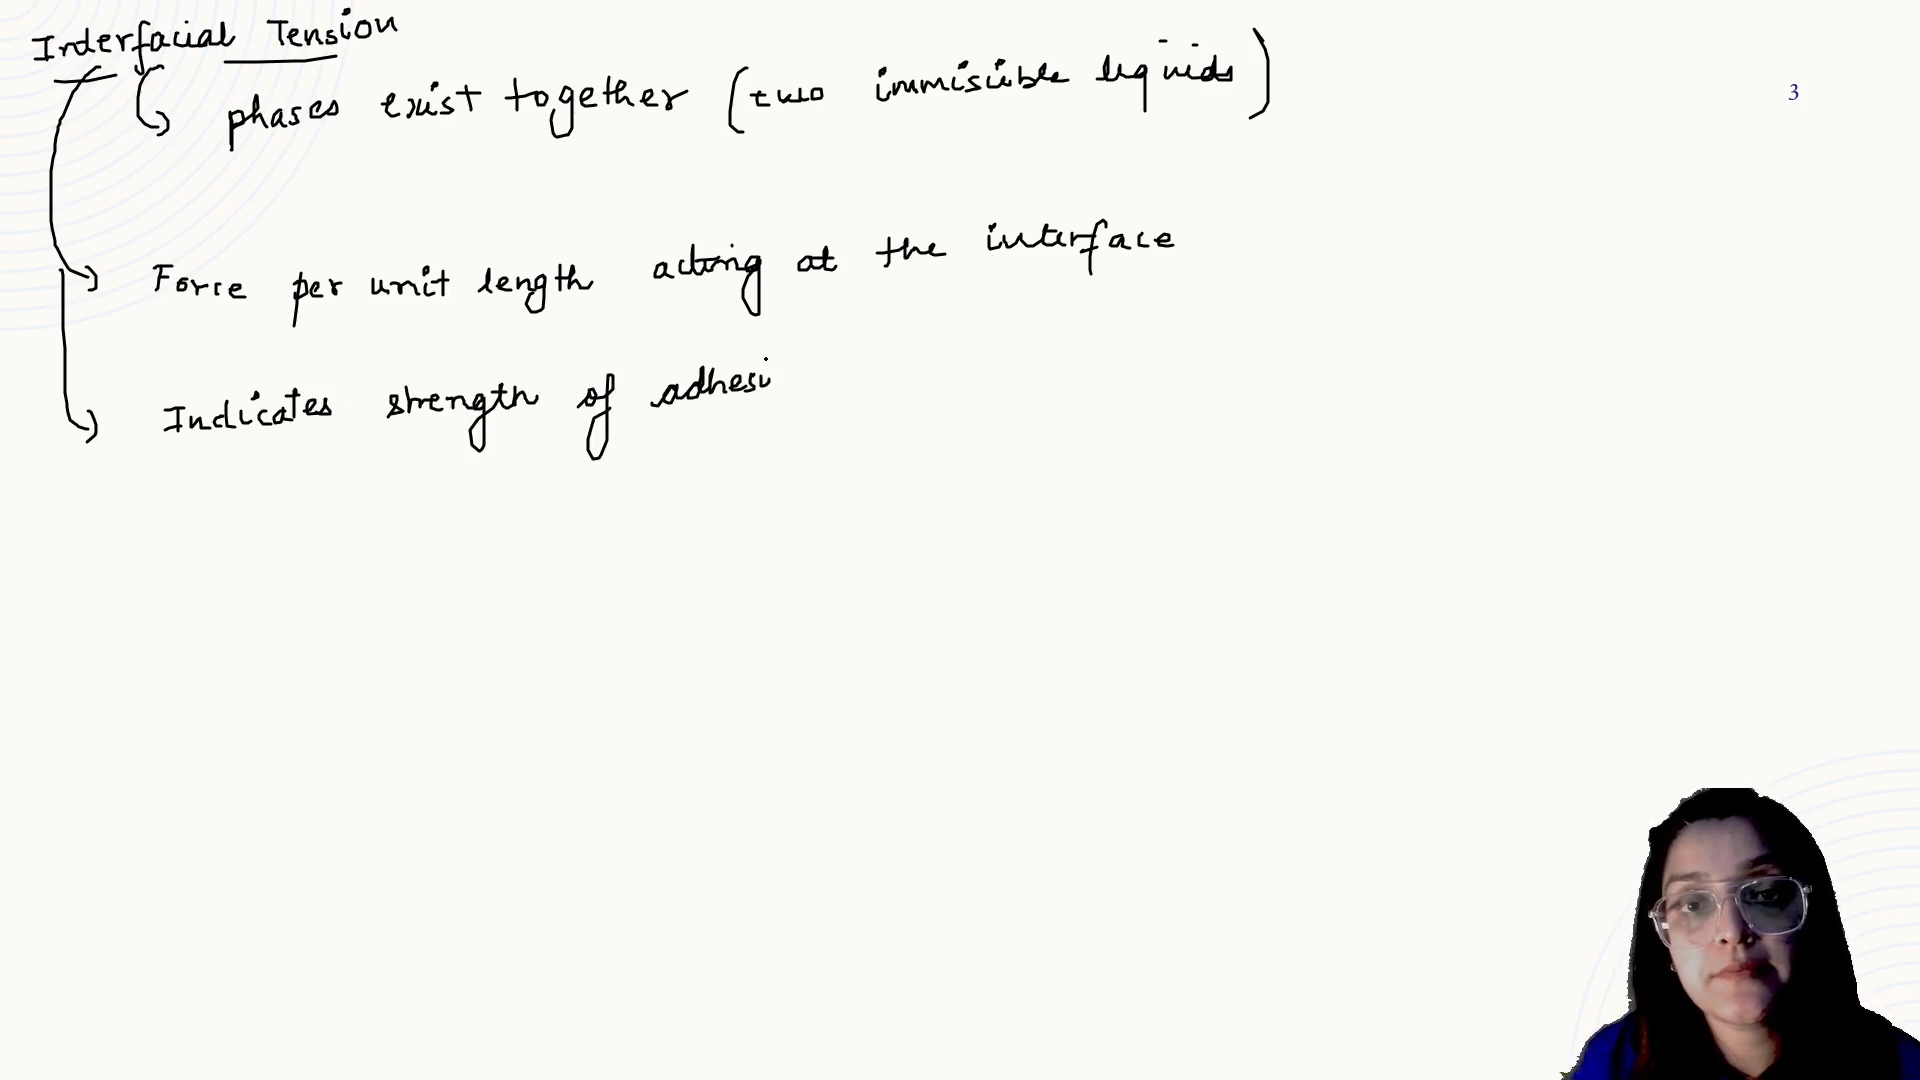 Interfacial Tension
phases exist together (two immiscible liquids)
3
Force per unit length acting at the interface
Indicates strength of adhesi